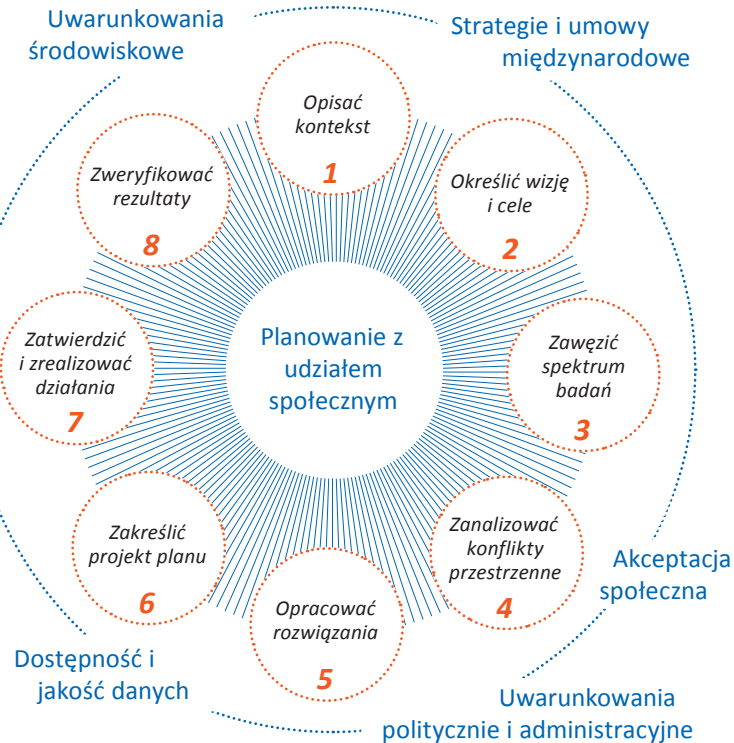 Uwarunkowania
środowiskowe
Strategie i umowy
międzynarodowe
Opisać
kontekst
1
Określić wizję
i cele
2
Zawęzić
spektrum
badań
3
Zanalizować
konflikty
przestrzenne
4
Opracować
rozwiązania
5
Zakreślić
projekt planu
6
Zatwierdzić
i zrealizować
działania
7
Zweryfikować
rezultaty
8
Planowanie z
udziałem
społecznym
Akceptacja
społeczna
Uwarunkowania
politycznie i administracyjne
Dostępność i
jakość danych